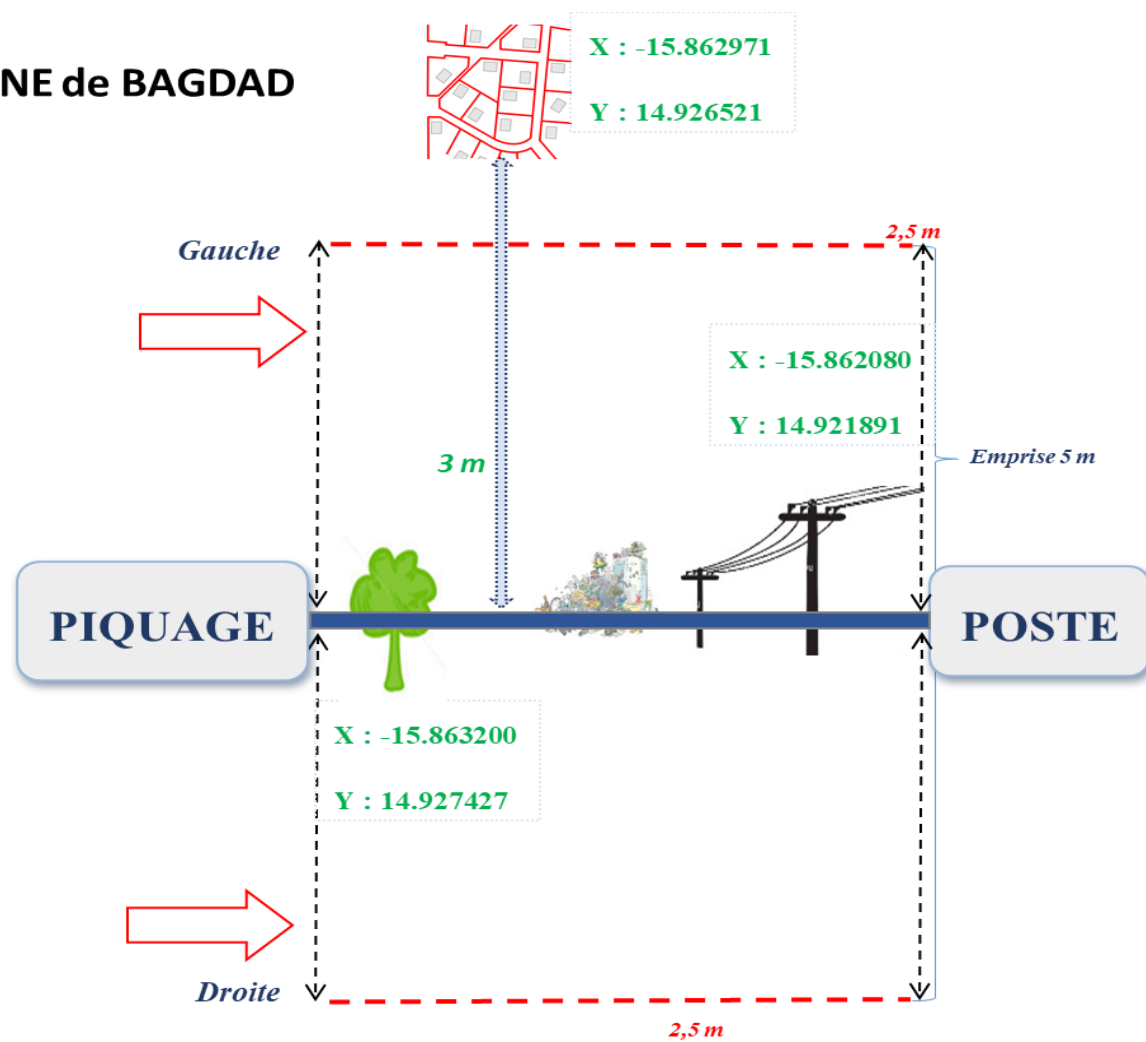 X : -15.862971
NE de BAGDAD
Y : 14.926521
2,5 m
Gauche
X : -15.862080
Y : 14.921891
3 m
Emprise 5 m
PIQUAGE
POSTE
X : -15.863200
Y : 14.927427
Droite
2,5 m